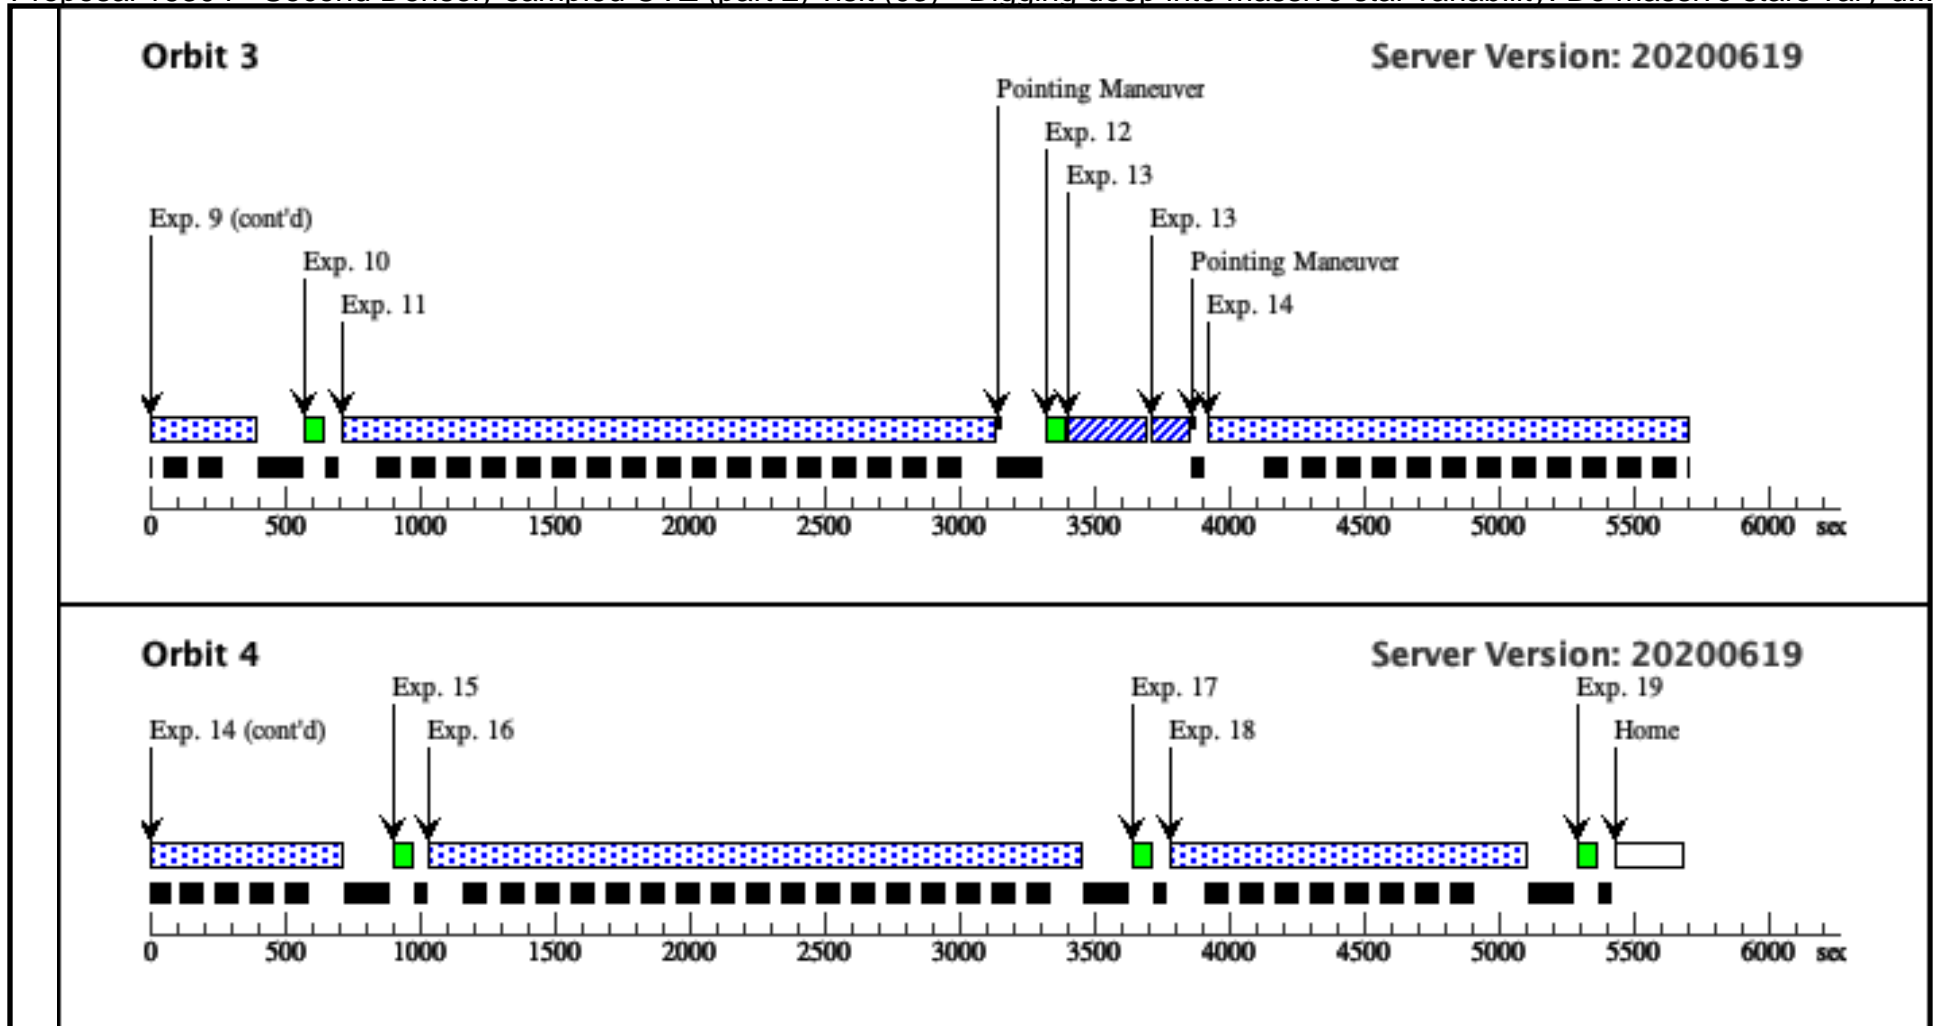 Orbit 3 Server Version: 20200619
Pointing Maneuver
Exp. 12
Exp. 13
Exp. 9 (cont'd) Exp. 13
Exp. 10 Pointing Maneuver
Exp. 11 Exp. 14
0 500 1000 1500 2000 2500 3000 3500 4000 4500 5000 5500 6000 sec
Orbit 4 Server Version: 20200619
Exp. 15 Exp. 17 Exp. 19
Exp. 14 (cont'd) Exp. 16 Exp. 18 Home
0 500 1000 1500 2000 2500 3000 3500 4000 4500 5000 5500 6000 sec